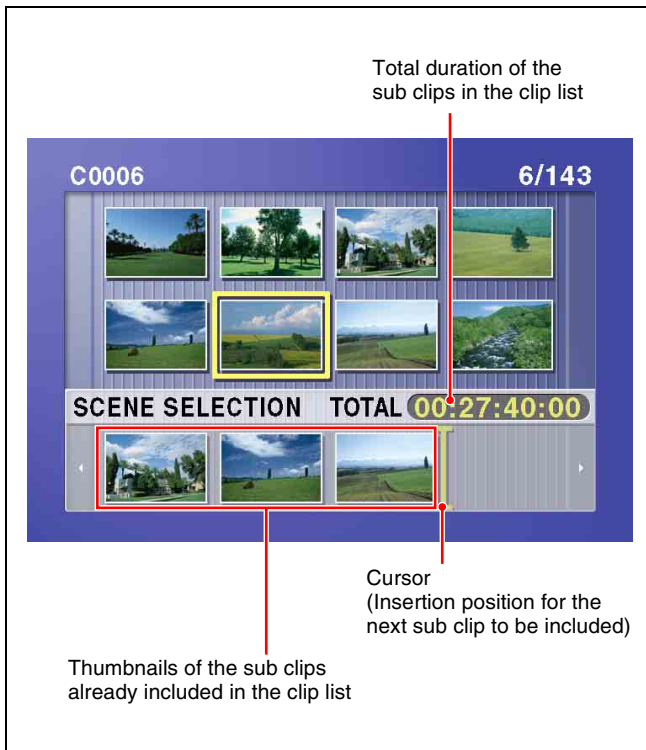 Total duration of the
sub clips in the clip list
C0006 6/143
SCENE SELECTION TOTAL 00:27:40:00
Cursor
(Insertion position for the
next sub clip to be included)
Thumbnails of the sub clips
already included in the clip list